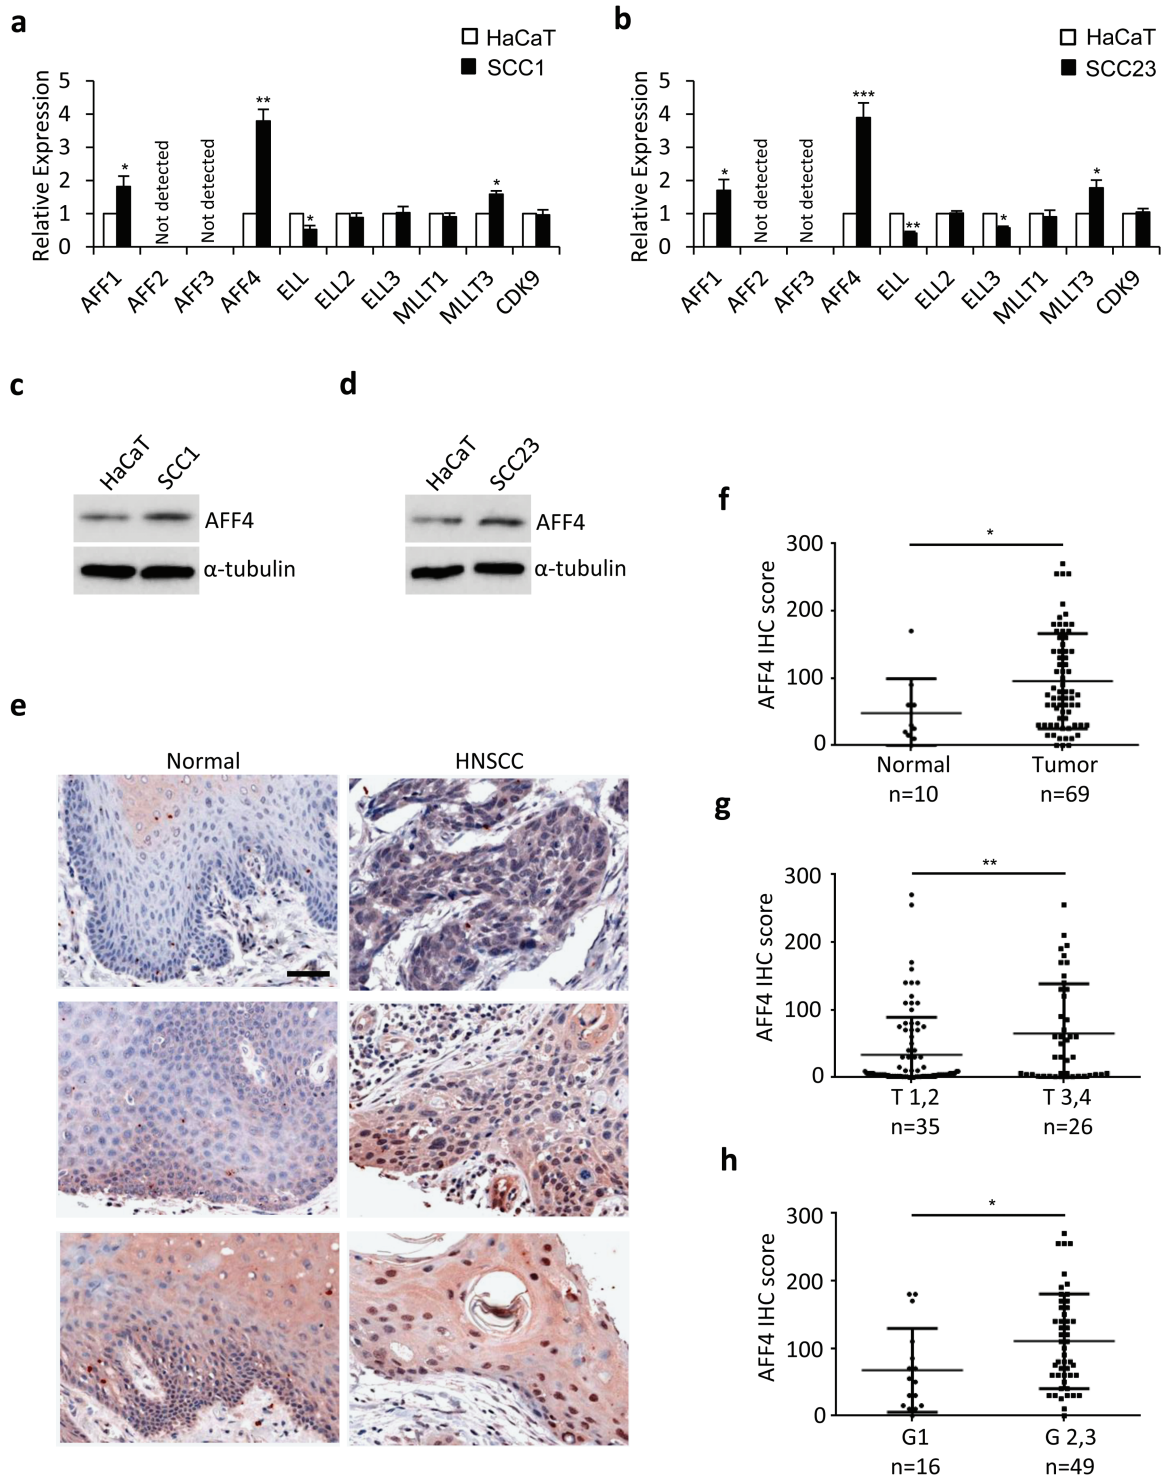 a
HaCaT
SCC1
Relative Expression
5
4
3
2
1
0
*
Not detected
Not detected
**
*
*
AFF1
AFF2
AFF3
AFF4
ELL
ELL2
ELL3
MLLT1
MLLT3
CDK9
b
HaCaT
SCC23
Relative Expression
5
4
3
2
1
0
*
Not detected
Not detected
***
**
*
*
AFF1
AFF2
AFF3
AFF4
ELL
ELL2
ELL3
MLLT1
MLLT3
CDK9
c
HaCaT
SCC1
AFF4
α-tubulin
d
HaCaT
SCC23
AFF4
α-tubulin
e
Normal
HNSCC
f
AFF4 IHC score
300
200
100
0
*
Normal
Tumor
n=10
n=69
g
AFF4 IHC score
300
200
100
0
**
T 1,2
T 3,4
n=35
n=26
h
AFF4 IHC score
300
200
100
0
*
G1
G 2,3
n=16
n=49